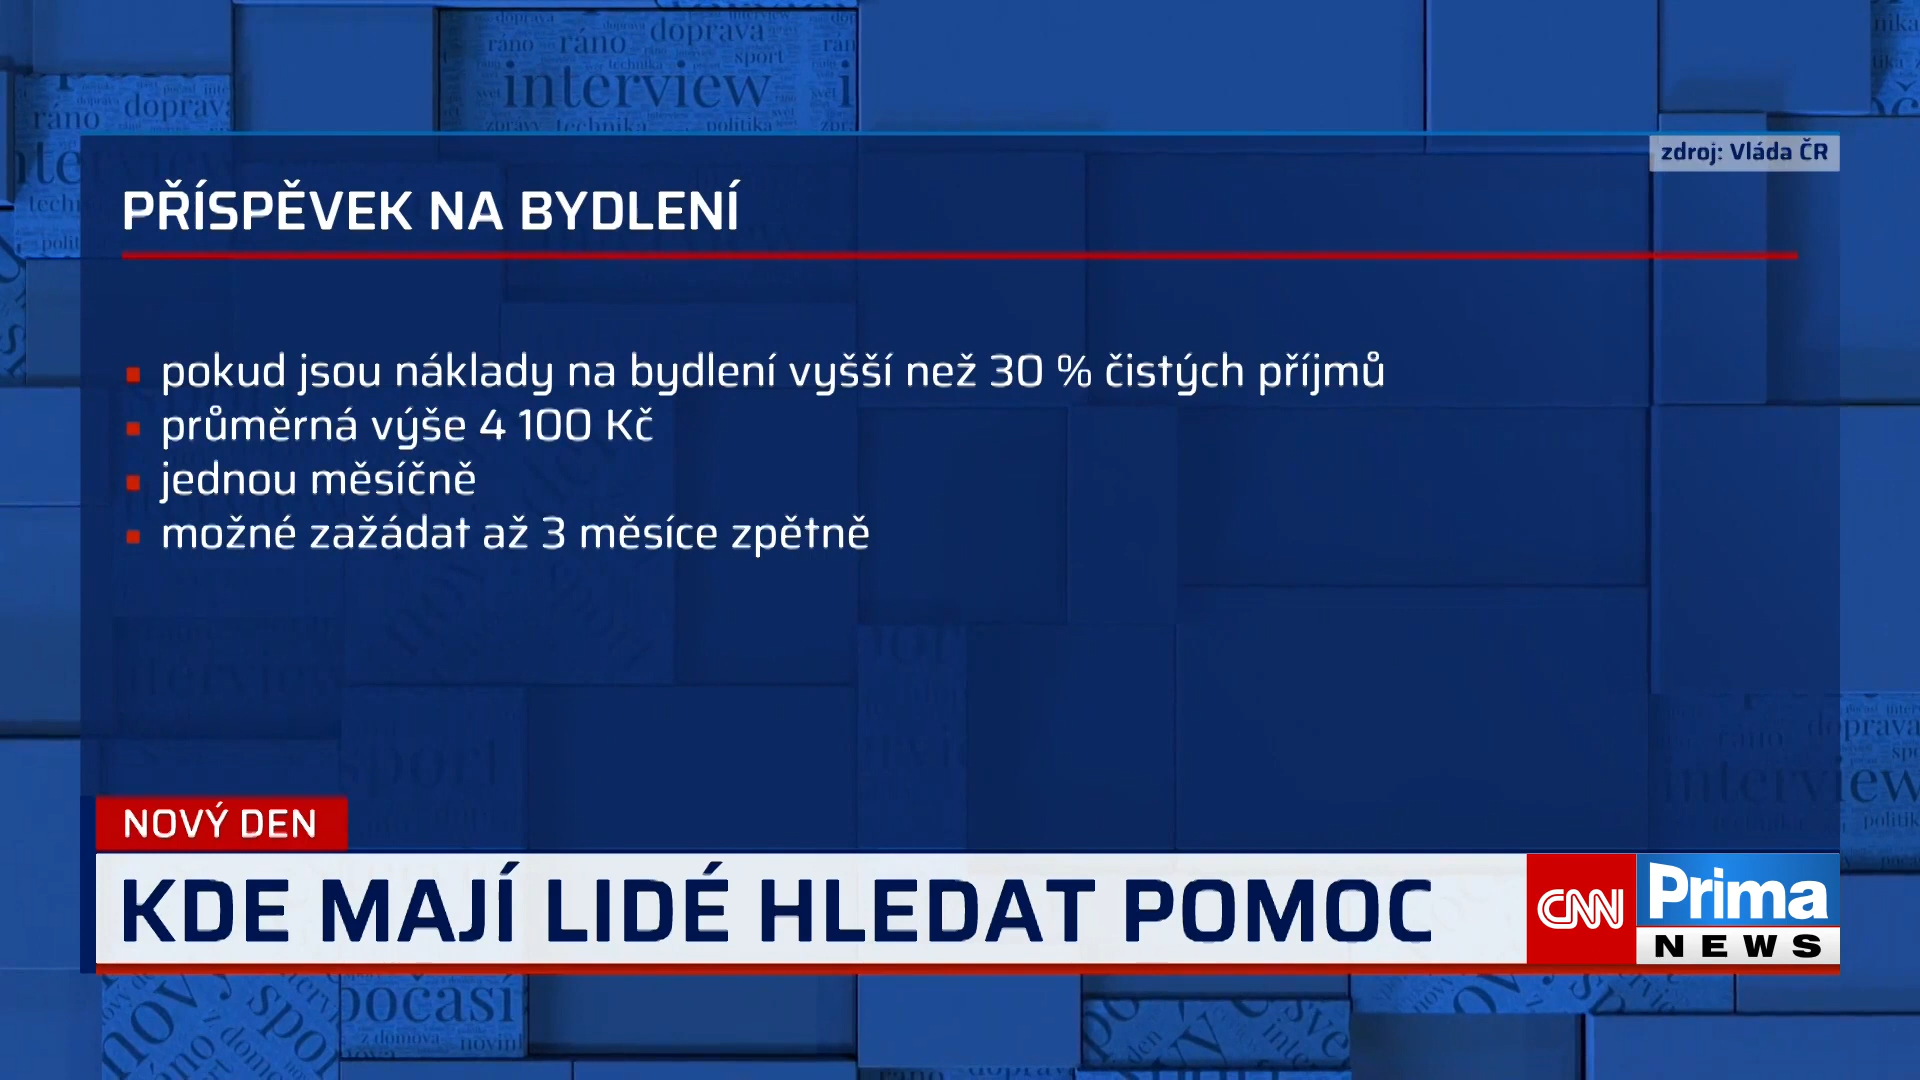 zdroj: Vláda ČR
PŘÍSPĚVEK NA BYDLENÍ
pokud jsou náklady na bydlení vyšší než 30 % čistých příjmů
průměrná výše 4 100 Kč
jednou měsíčně
možné zažádat až 3 měsíce zpětně
NOVÝ DEN
KDE MAJÍ LIDÉ HLEDAT POMOC
CNN Prima
NEWS